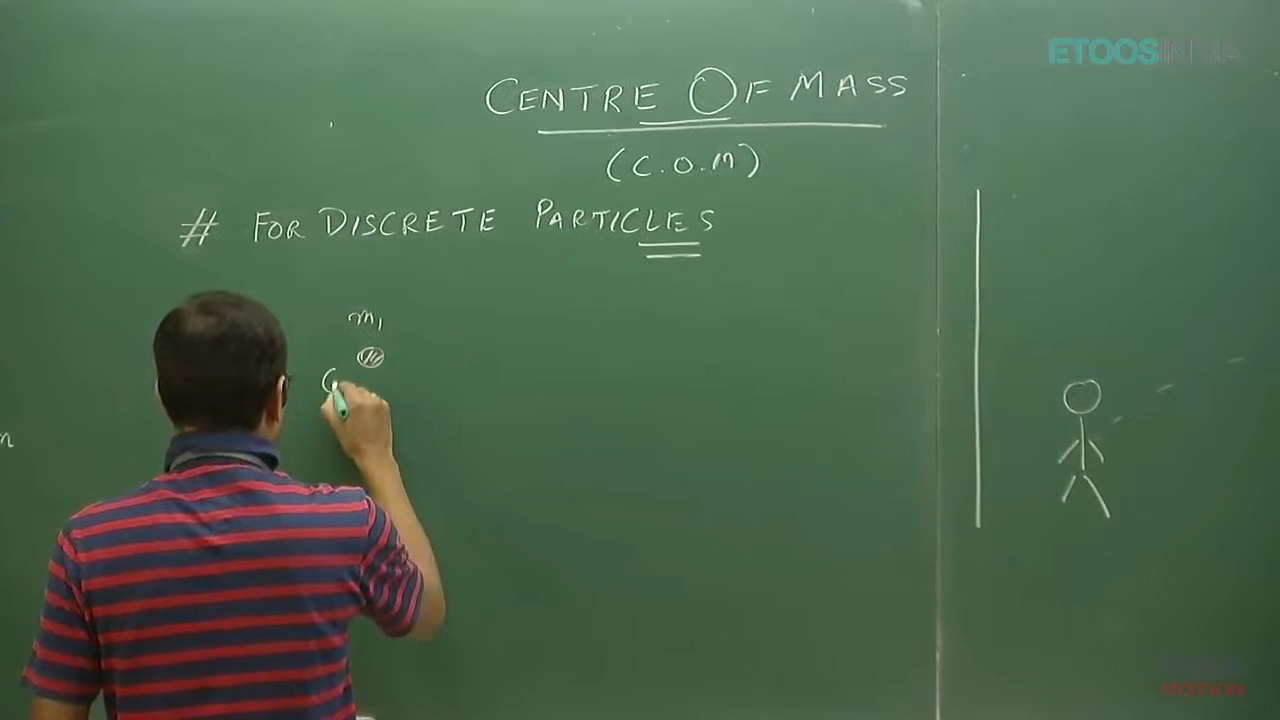 ETOOSINDIA
CENTRE OF MASS
(C.O.M)
# FOR DISCRETE PARTICLES
m1
(
n